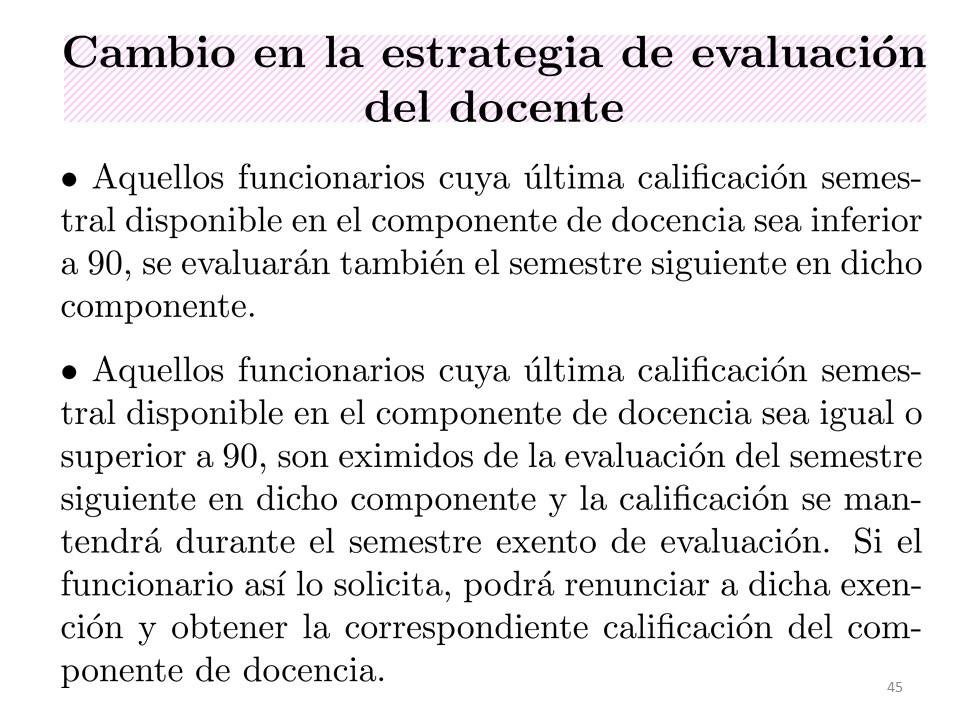 Cambio en la estrategia de evaluación
del docente
• Aquellos funcionarios cuya última calificación semes-
tral disponible en el componente de docencia sea inferior
a 90, se evaluarán también el semestre siguiente en dicho
componente.
• Aquellos funcionarios cuya última calificación semes-
tral disponible en el componente de docencia sea igual o
superior a 90, son eximidos de la evaluación del semestre
siguiente en dicho componente y la calificación se man-
tendrá durante el semestre exento de evaluación. Si el
funcionario así lo solicita, podrá renunciar a dicha exen-
ción y obtener la correspondiente calificación del com-
ponente de docencia.
45